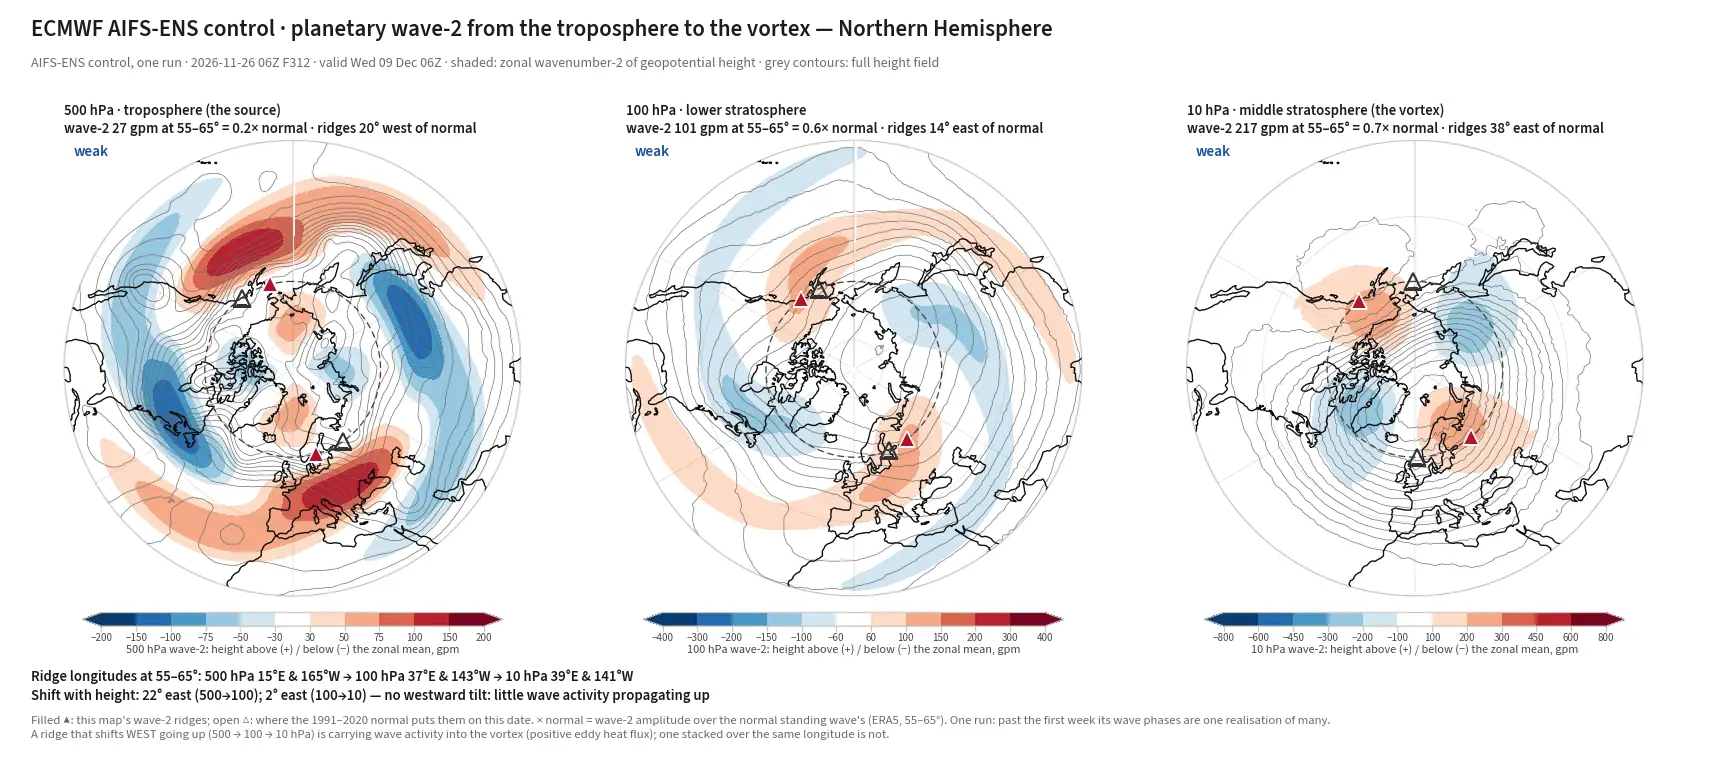 ECMWF AIFS-ENS control · planetary wave-2 from the troposphere to the vortex — Northern Hemisphere
AIFS-ENS control, one run · 2026-11-26 06Z F312 · valid Wed 09 Dec 06Z · shaded: zonal wavenumber-2 of geopotential height · grey contours: full height field
500 hPa · troposphere (the source)
wave-2 27 gpm at 55–65° = 0.2× normal · ridges 20° west of normal
weak
100 hPa · lower stratosphere
wave-2 101 gpm at 55–65° = 0.6× normal · ridges 14° east of normal
weak
10 hPa · middle stratosphere (the vortex)
wave-2 217 gpm at 55–65° = 0.7× normal · ridges 38° east of normal
weak
−200 −150 −100 −75 −50 −30 30 50 75 100 150 200
500 hPa wave-2: height above (+) / below (−) the zonal mean, gpm
−400 −300 −200 −150 −100 −60 60 100 150 200 300 400
100 hPa wave-2: height above (+) / below (−) the zonal mean, gpm
−800 −600 −450 −300 −200 −100 100 200 300 450 600 800
10 hPa wave-2: height above (+) / below (−) the zonal mean, gpm
Ridge longitudes at 55–65°: 500 hPa 15°E & 165°W → 100 hPa 37°E & 143°W → 10 hPa 39°E & 141°W
Shift with height: 22° east (500→100); 2° east (100→10) — no westward tilt: little wave activity propagating up
Filled ▲: this map's wave-2 ridges; open △: where the 1991–2020 normal puts them on this date. × normal = wave-2 amplitude over the normal standing wave's (ERA5, 55–65°). One run: past the first week its wave phases are one realisation of many.
A ridge that shifts WEST going up (500 → 100 → 10 hPa) is carrying wave activity into the vortex (positive eddy heat flux); one stacked over the same longitude is not.